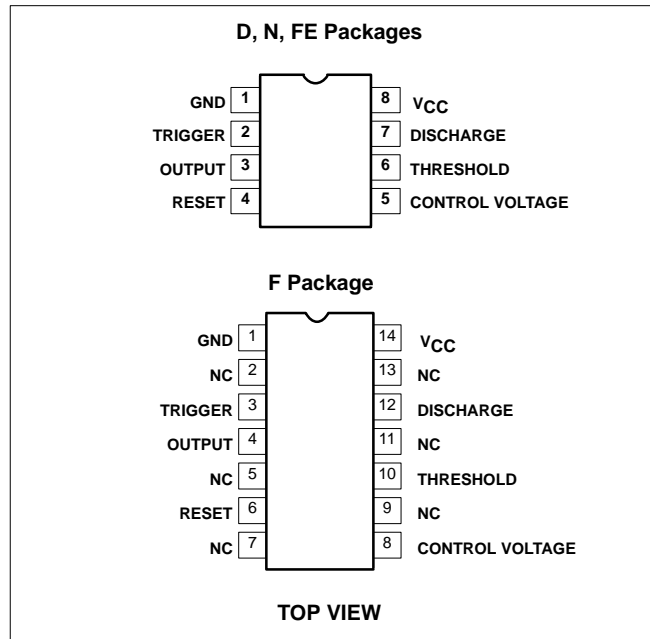 D, N, FE Packages
GND 1 8 VCC
TRIGGER 2 7 DISCHARGE
OUTPUT 3 6 THRESHOLD
RESET 4 5 CONTROL VOLTAGE
F Package
GND 1 14 VCC
NC 2 13 NC
TRIGGER 3 12 DISCHARGE
OUTPUT 4 11 NC
NC 5 10 THRESHOLD
RESET 6 9 NC
NC 7 8 CONTROL VOLTAGE
TOP VIEW